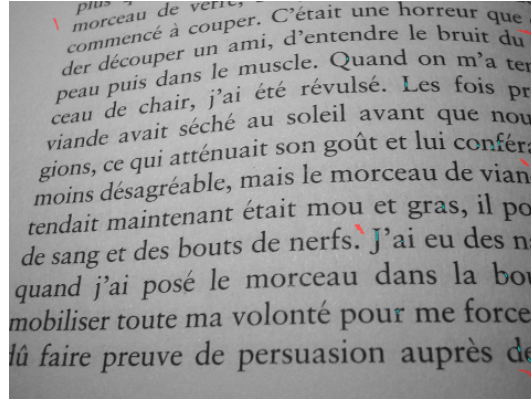 plus
morceau de verre,
commencé à couper. C'était une horreur que
der découper un ami, d'entendre le bruit du
peau puis dans le muscle. Quand on m'a
ceau de chair, j'ai été révulsé. Les fois
viande avait séché au soleil avant que
gions, ce qui atténuait son goût et lui
moins désagréable, mais le morceau de
tendait maintenant était mou et gras, il
de sang et des bouts de nerfs. J'ai eu des
quand j'ai posé le morceau dans la
mobiliser toute ma volonté pour me
dû faire preuve de persuasion auprès